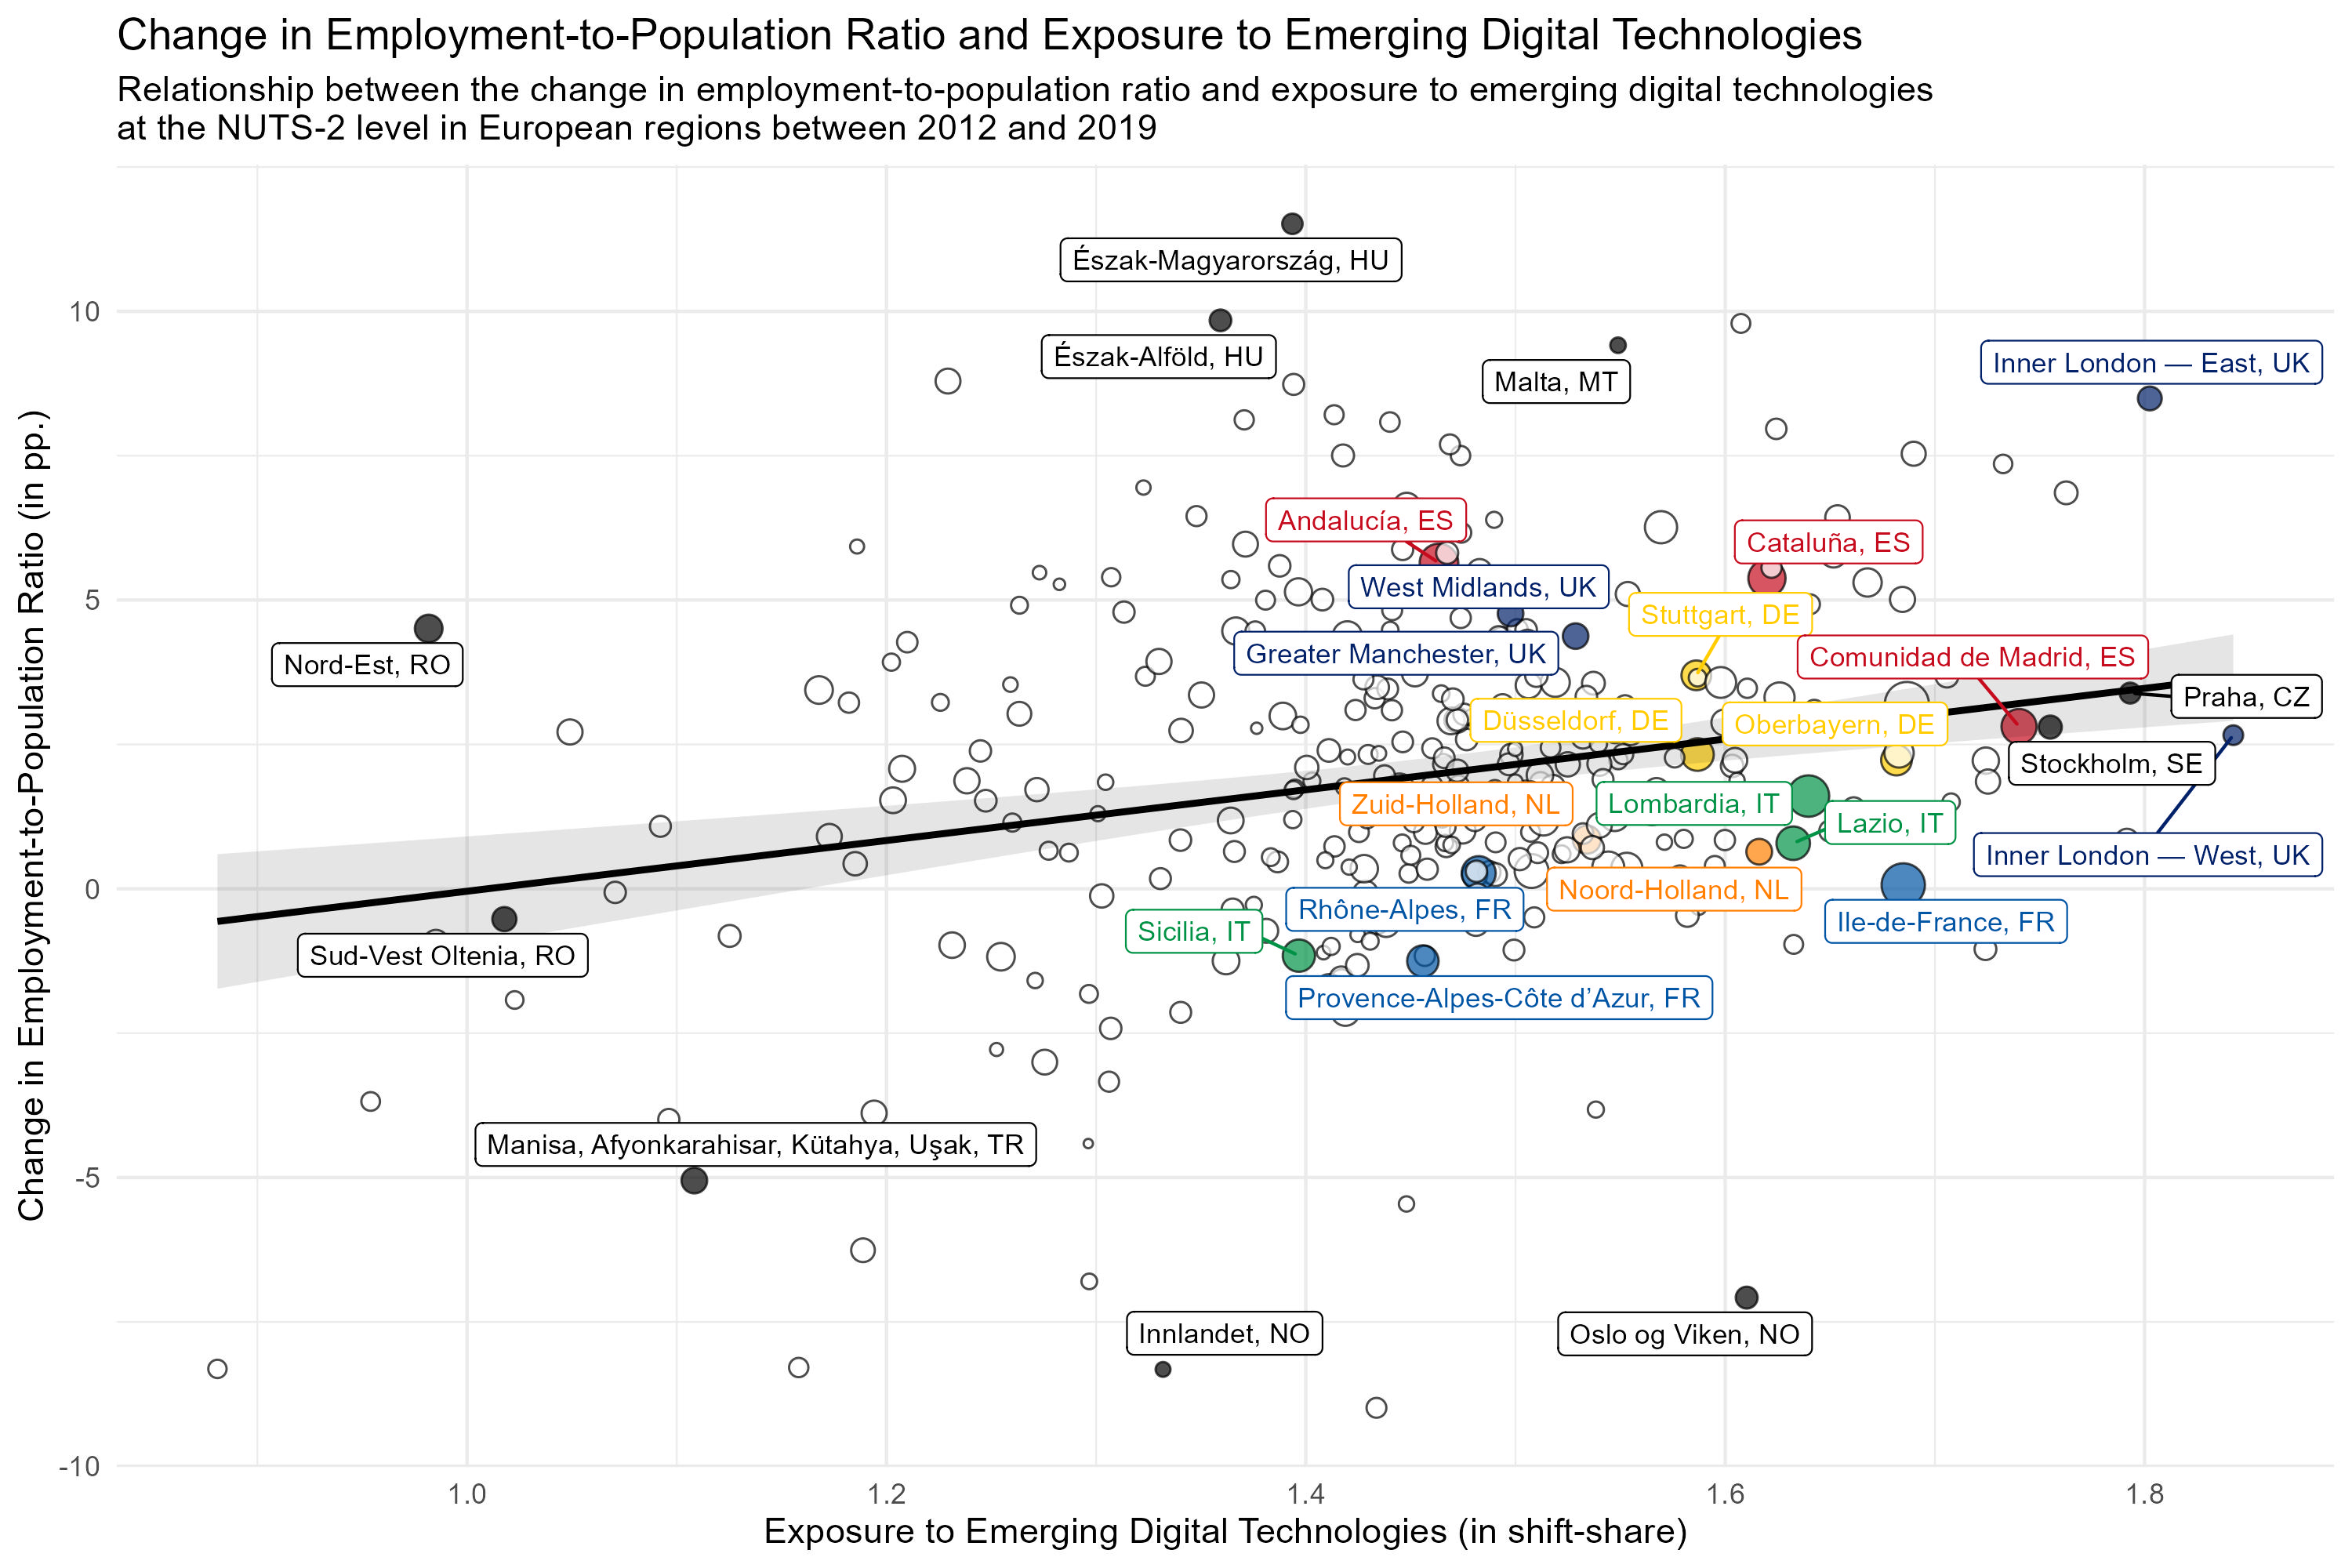 Change in Employment-to-Population Ratio and Exposure to Emerging Digital Technologies
Relationship between the change in employment-to-population ratio and exposure to emerging digital technologies
at the NUTS-2 level in European regions between 2012 and 2019
Change in Employment-to-Population Ratio (in pp.)
10
5
0
-5
-10
Észak-Magyarország, HU
Észak-Alföld, HU
Malta, MT
Inner London — East, UK
Andalucía, ES
Cataluña, ES
West Midlands, UK
Stuttgart, DE
Greater Manchester, UK
Comunidad de Madrid, ES
Nord-Est, RO
Praha, CZ
Düsseldorf, DE
Oberbayern, DE
Stockholm, SE
Zuid-Holland, NL
Lombardia, IT
Lazio, IT
Inner London — West, UK
Noord-Holland, NL
Rhône-Alpes, FR
Ile-de-France, FR
Sicilia, IT
Sud-Vest Oltenia, RO
Provence-Alpes-Côte d’Azur, FR
Manisa, Afyonkarahisar, Kütahya, Uşak, TR
Innlandet, NO
Oslo og Viken, NO
1.0
1.2
1.4
1.6
1.8
Exposure to Emerging Digital Technologies (in shift-share)